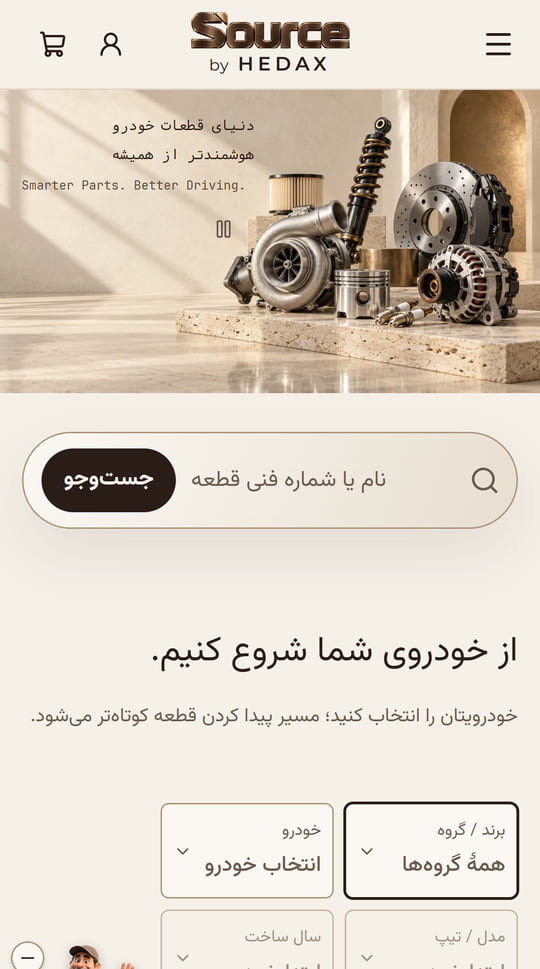 Source
by HEDAX
دنیای قطعات خودرو
هوشمندتر از همیشه
Smarter Parts. Better Driving.
نام یا شماره فنی قطعه
جست‌وجو
از خودروی شما شروع کنیم.
خودرویتان را انتخاب کنید؛ مسیر پیدا کردن قطعه کوتاه‌تر می‌شود.
برند / گروه
همهٔ گروه‌ها
خودرو
انتخاب خودرو
مدل / تیپ
سال ساخت